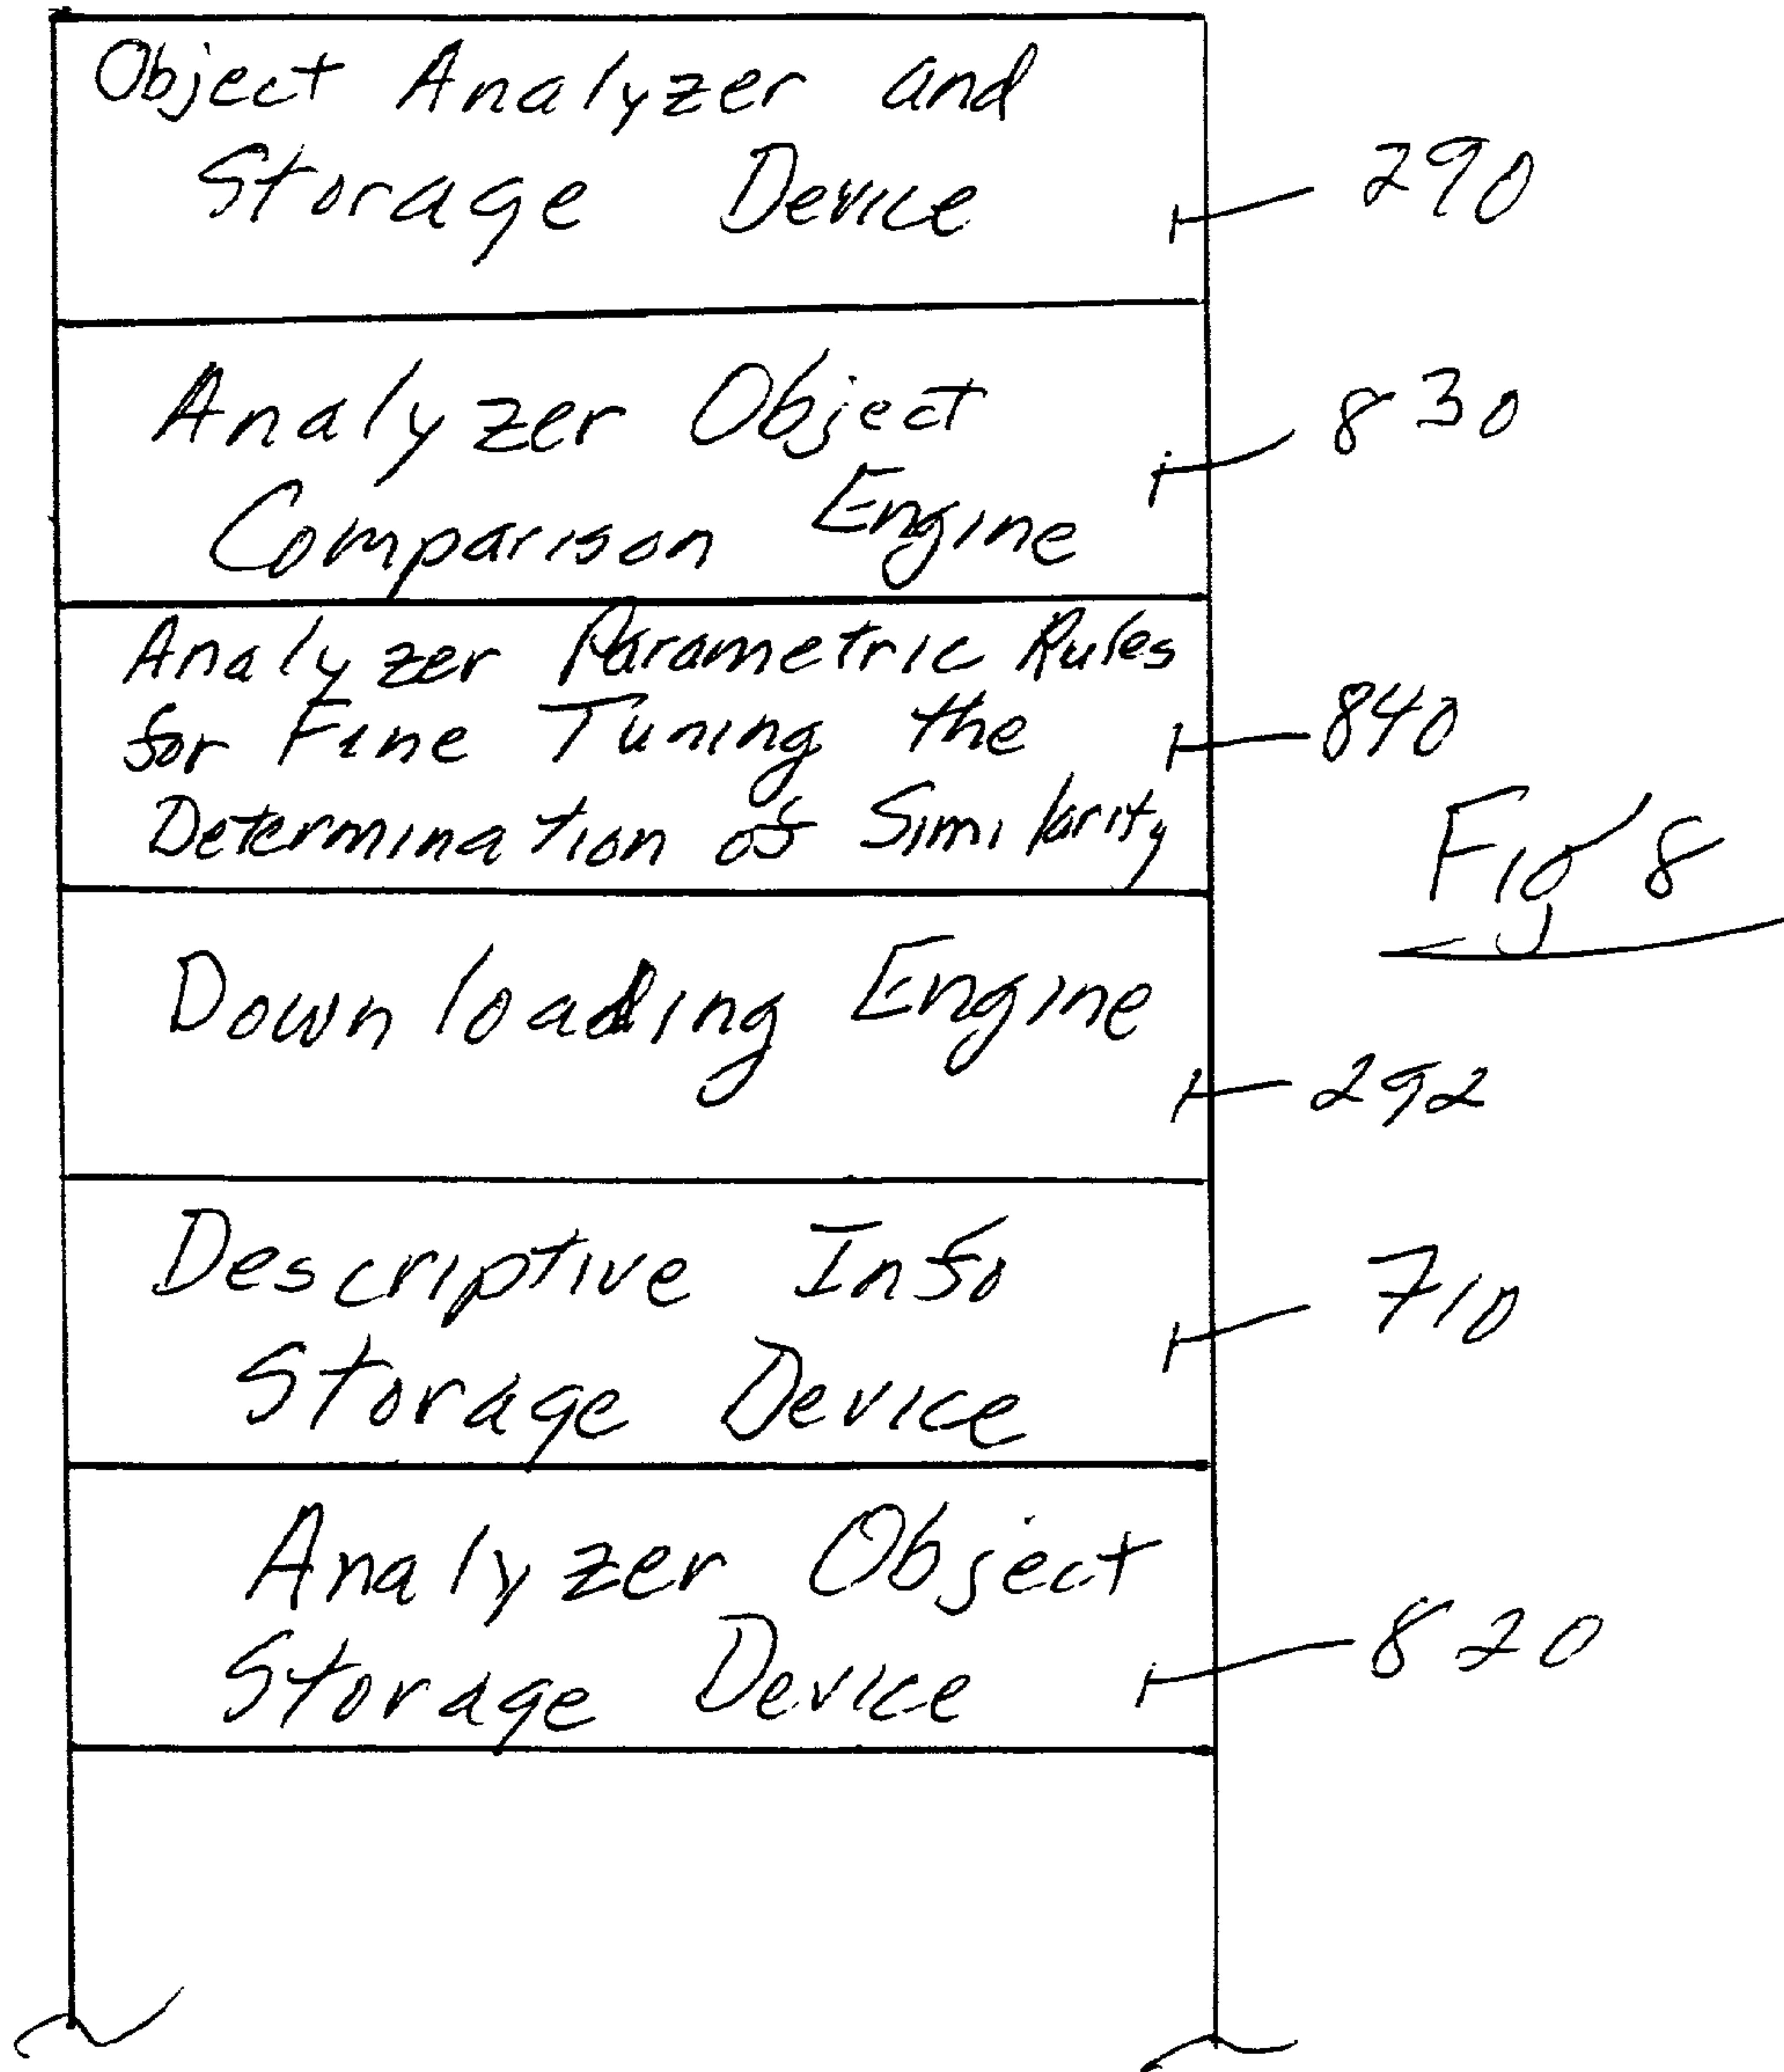 Object Analyzer and
Storage Device
290
Analyzer Object
Comparison Engine
830
Analyzer Parametric Rules
for Fine Tuning the
Determination of Similarity
840
Fig 8
Downloading Engine
292
Descriptive Info
Storage Device
710
Analyzer Object
Storage Device
820